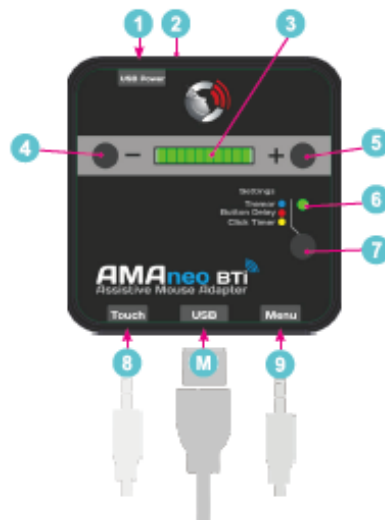 1 2 3
USB Power
4 - + 5
Settings
Tremor
Button Delay
Click Timer
6
7
AMAneo BTi
Assistive Mouse Adapter
Touch USB Menu
8 M 9